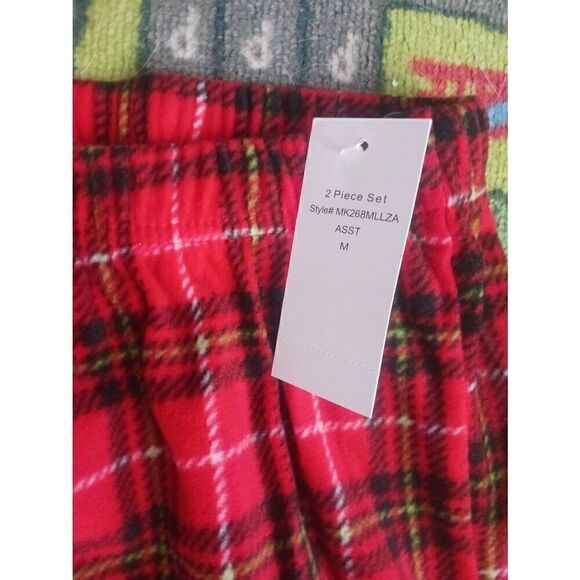 P P P
2 Piece Set
Style# MK268MLLZA
ASST
M